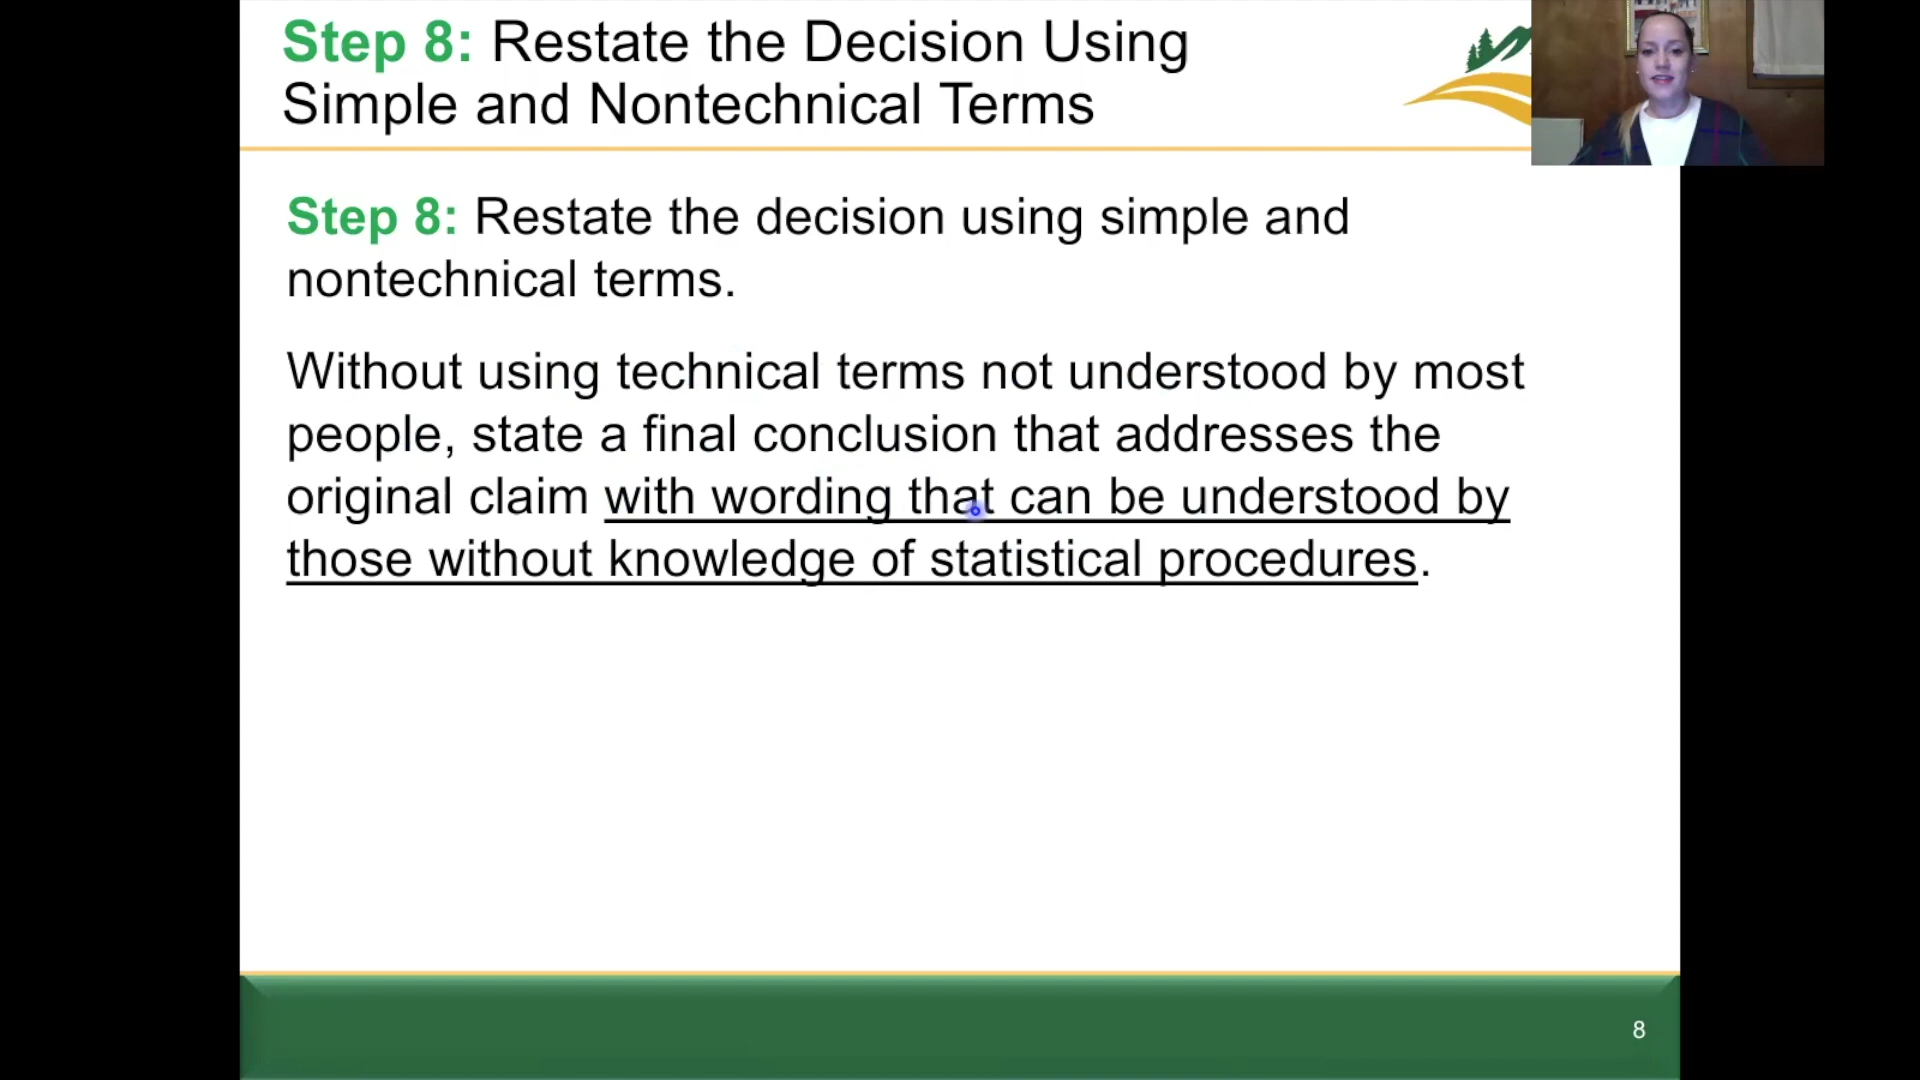 Step 8: Restate the Decision Using
Simple and Nontechnical Terms
Step 8: Restate the decision using simple and
nontechnical terms.
Without using technical terms not understood by most
people, state a final conclusion that addresses the
original claim with wording that can be understood by
those without knowledge of statistical procedures.
8